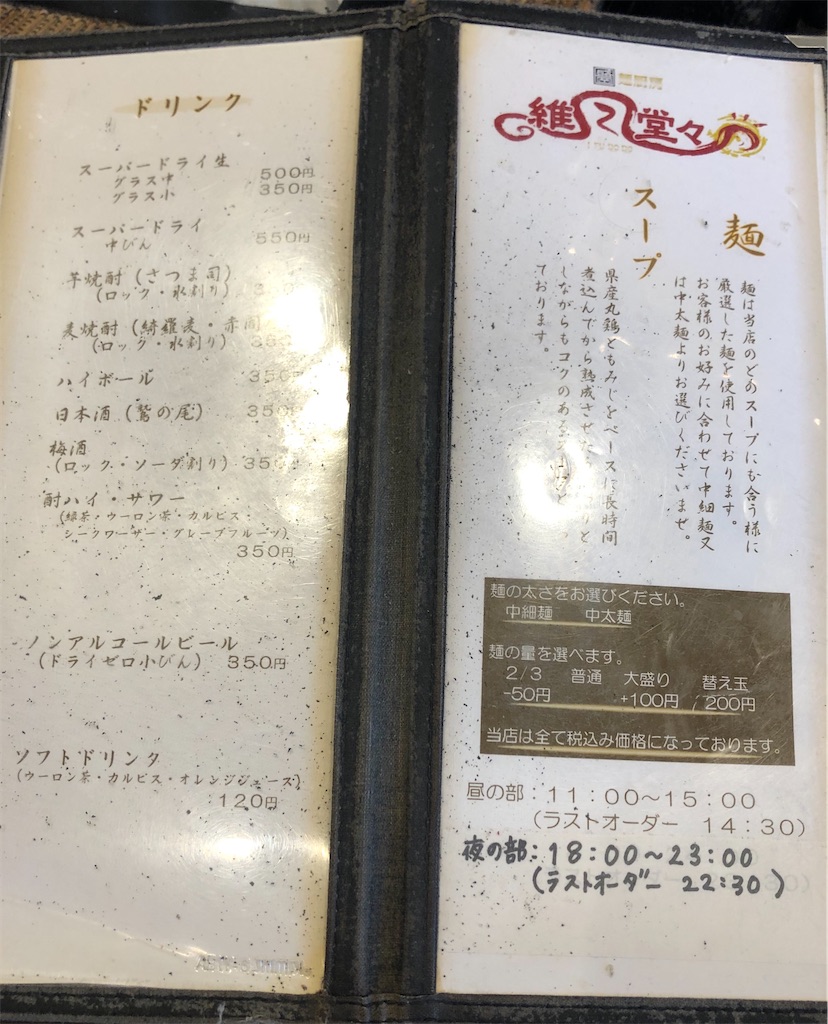 ドリンク
スーパードライ生
グラス中 500円
グラス小 350円
スーパードライ
中びん 550円
芋焼酎（さつま司）
（ロック・水割り）
麦焼酎（綺羅麦・赤閻
（ロック・水割り）
ハイボール 350円
日本酒（鷲の尾） 350
梅酒
（ロック・ソーダ割り） 350
酎ハイ・サワー
（緑茶・ウーロン茶・カルピス・
シークワーサー・グレープフルーツ）
350円
ノンアルコールビール
（ドライゼロ小びん） 350円
ソフトドリンク
（ウーロン茶・カルピス・オレンジジュース）
120円
麺厨房
維て堂々
麺
麺は当店のどのスープにも合う様に
厳選した麺を使用しております。
お客様のお好みに合わせて中細麺又
は中太麺よりお選びくださいませ。
スープ
県産丸鶏ともみじをベースに長時間
煮込んでから熟成させ
しながらもコクのある
ております。
麺の太さをお選びください。
中細麺 中太麺
麺の量を選べます。
2/3 普通 大盛り 替え玉
-50円 +100円 200円
当店は全て税込み価格になっております。
昼の部：11：00～15：00
（ラストオーダー 14：30）
夜の部：18：00～23：00
（ラストオーダー 22：30）